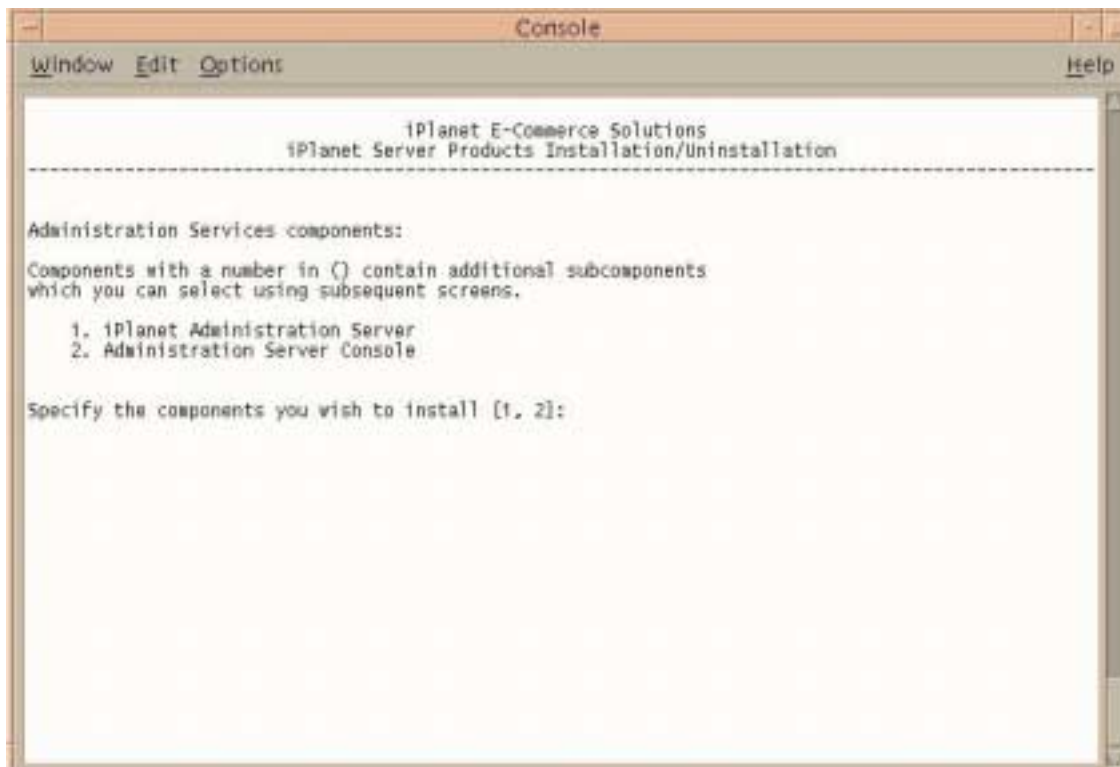 Console
Window Edit Options Help
iPlanet E-Commerce Solutions
iPlanet Server Products Installation/Uninstallation
-------------------------------------------------------------------------------
Administration Services components:
Components with a number in () contain additional subcomponents
which you can select using subsequent screens.
1. iPlanet Administration Server
2. Administration Server Console
Specify the components you wish to install [1, 2]: